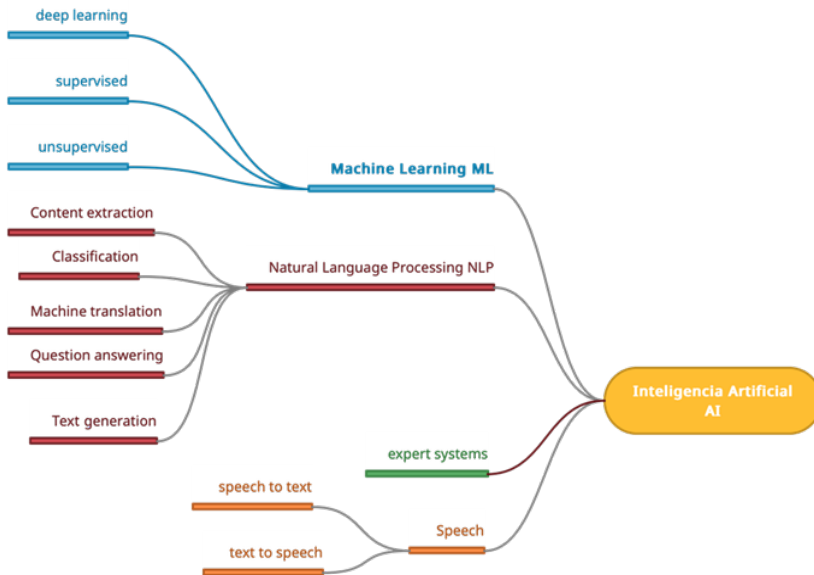 deep learning
supervised
unsupervised
Machine Learning ML
Content extraction
Classification
Natural Language Processing NLP
Machine translation
Question answering
Text generation
Inteligencia Artificial
AI
expert systems
speech to text
Speech
text to speech